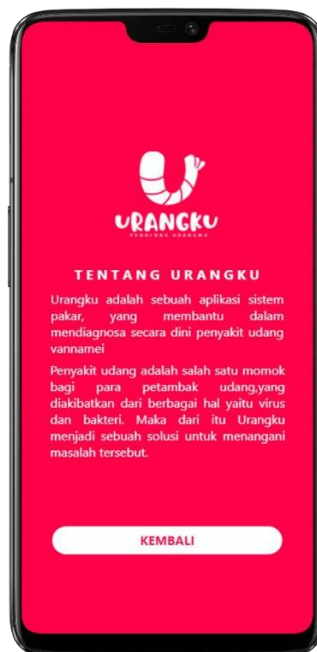 URANGKU
PENOLONG URANGMU
TENTANG URANGKU
Urangku adalah sebuah aplikasi sistem
pakar, yang membantu dalam
mendiagnosa secara dini penyakit udang
vannamei
Penyakit udang adalah salah satu momok
bagi para petambak udang,yang
diakibatkan dari berbagai hal yaitu virus
dan bakteri. Maka dari itu Urangku
menjadi sebuah solusi untuk menangani
masalah tersebut.
KEMBALI